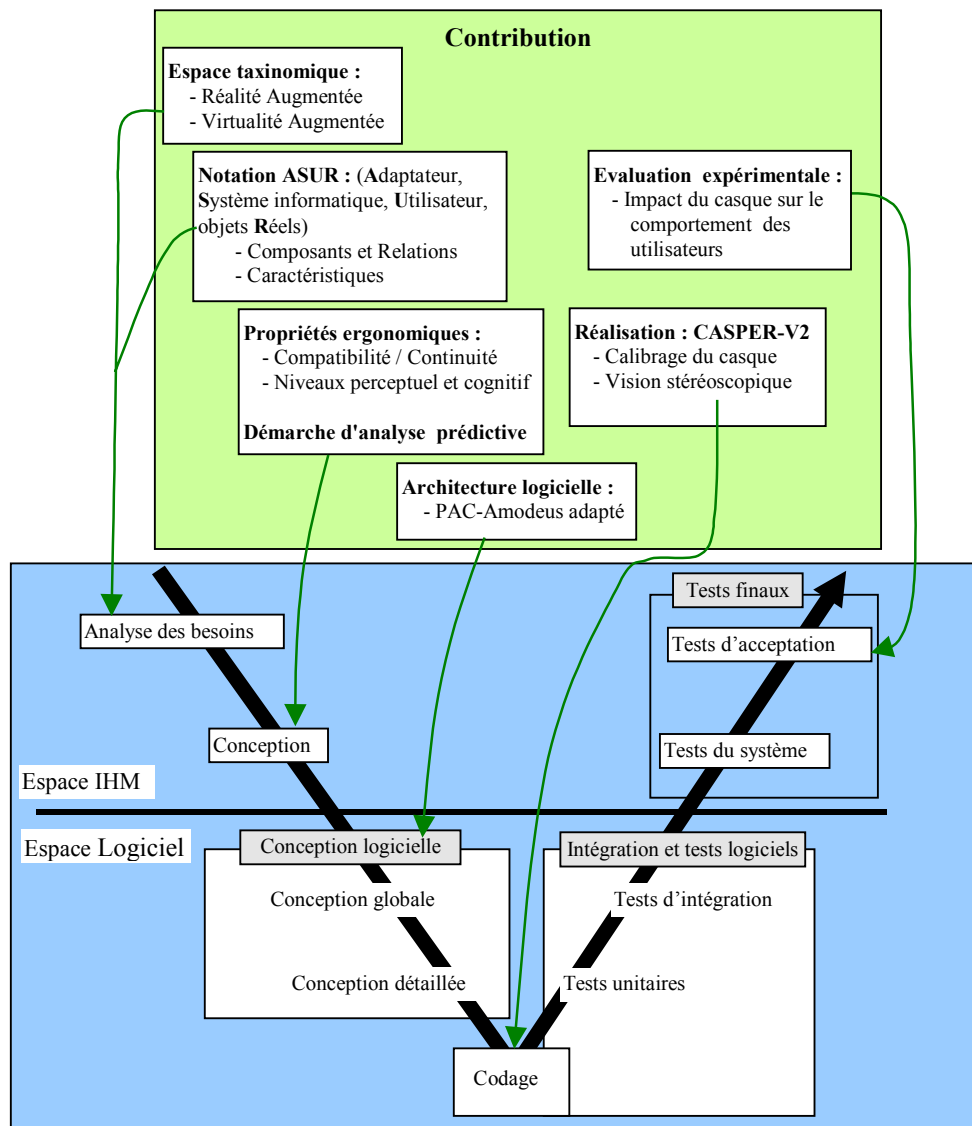 Contribution
Espace taxinomique :
- Réalité Augmentée
- Virtualité Augmentée
Notation ASUR : (Adaptateur,
Système informatique, Utilisateur,
objets Réels)
- Composants et Relations
- Caractéristiques
Evaluation expérimentale :
- Impact du casque sur le
comportement des
utilisateurs
Propriétés ergonomiques :
- Compatibilité / Continuité
- Niveaux perceptuel et cognitif
Démarche d'analyse prédictive
Réalisation : CASPER-V2
- Calibrage du casque
- Vision stéréoscopique
Architecture logicielle :
- PAC-Amodeus adapté
Tests finaux
Analyse des besoins
Tests d’acceptation
Conception
Tests du système
Espace IHM
Espace Logiciel
Conception logicielle
Intégration et tests logiciels
Conception globale
Tests d’intégration
Conception détaillée
Tests unitaires
Codage